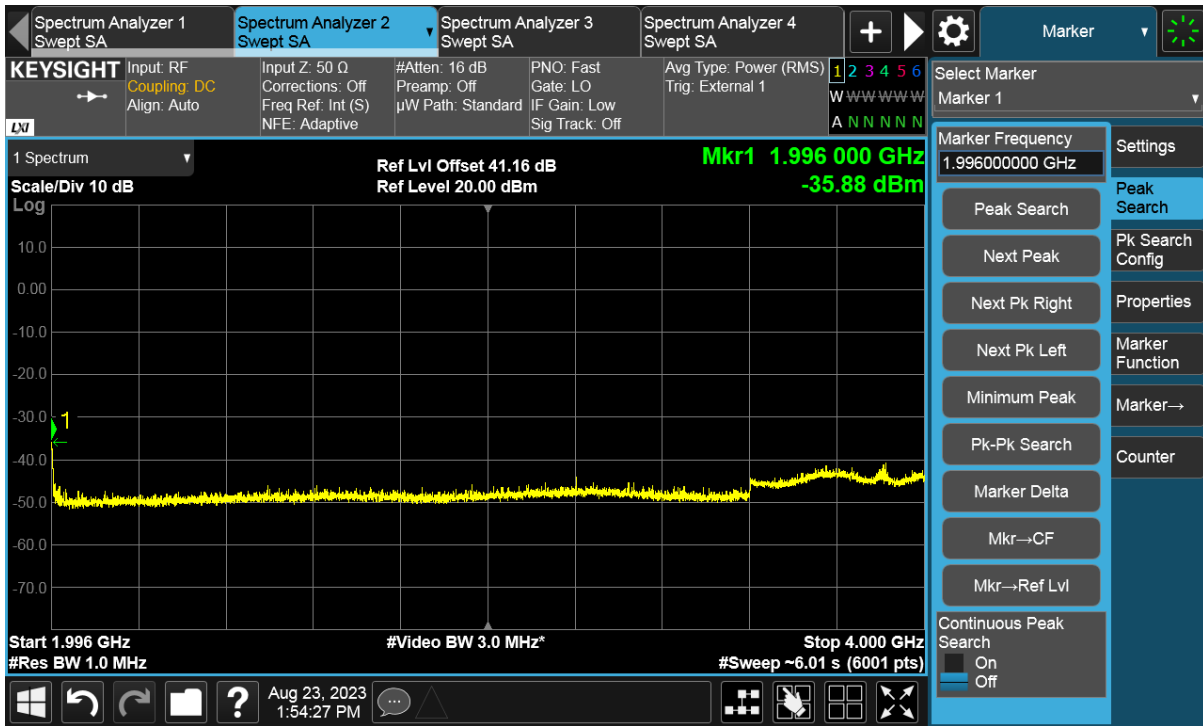 Spectrum Analyzer 1
Swept SA
Spectrum Analyzer 2
Swept SA
Spectrum Analyzer 3
Swept SA
Spectrum Analyzer 4
Swept SA
+
Marker
KEYSIGHT
LXI
Input: RF
Coupling: DC
Align: Auto
Input Z: 50 Ω
Corrections: Off
Freq Ref: Int (S)
NFE: Adaptive
#Atten: 16 dB
Preamp: Off
µW Path: Standard
PNO: Fast
Gate: LO
IF Gain: Low
Sig Track: Off
Avg Type: Power (RMS)
Trig: External 1
1 2 3 4 5 6
W W W W W W
A N N N N N
Select Marker
Marker 1
1 Spectrum
Scale/Div 10 dB
Log
Ref Lvl Offset 41.16 dB
Ref Level 20.00 dBm
Mkr1 1.996 000 GHz
-35.88 dBm
10.0
0.00
-10.0
-20.0
-30.0
-40.0
-50.0
-60.0
-70.0
1
Start 1.996 GHz
#Res BW 1.0 MHz
#Video BW 3.0 MHz*
Stop 4.000 GHz
#Sweep ~6.01 s (6001 pts)
Marker Frequency
1.996000000 GHz
Peak Search
Next Peak
Next Pk Right
Next Pk Left
Minimum Peak
Pk-Pk Search
Marker Delta
Mkr→CF
Mkr→Ref Lvl
Continuous Peak
Search
On
Off
Settings
Peak
Search
Pk Search
Config
Properties
Marker
Function
Marker→
Counter
?
Aug 23, 2023
1:54:27 PM